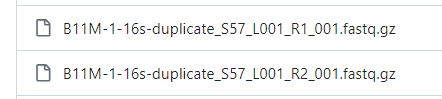 B11M-1-16s-duplicate_S57_L001_R1_001.fastq.gz
B11M-1-16s-duplicate_S57_L001_R2_001.fastq.gz